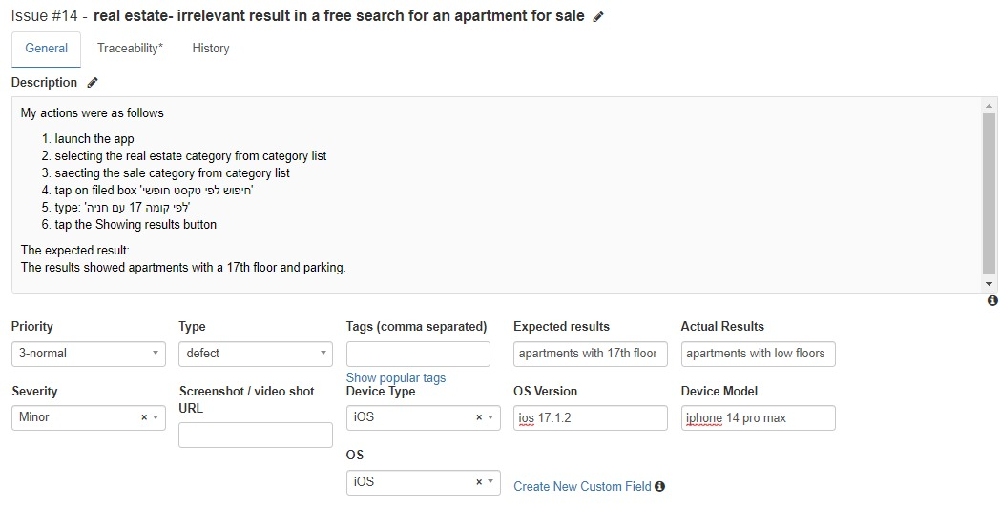 Issue #14 - real estate- irrelevant result in a free search for an apartment for sale
General Traceability* History
Description
My actions were as follows
1. launch the app
2. selecting the real estate category from category list
3. saecting the sale category from category list
4. tap on filed box 'חיפוש לפי טקסט חופשי'
5. type: 'לפי קומה 17 עם חניה'
6. tap the Showing results button
The expected result:
The results showed apartments with a 17th floor and parking.
Priority Type Tags (comma separated) Expected results Actual Results
3-normal defect apartments with 17th floor apartments with low floors
Show popular tags
Severity Screenshot / video shot URL Device Type OS Version Device Model
Minor iOS ios 17.1.2 iphone 14 pro max
OS
iOS Create New Custom Field